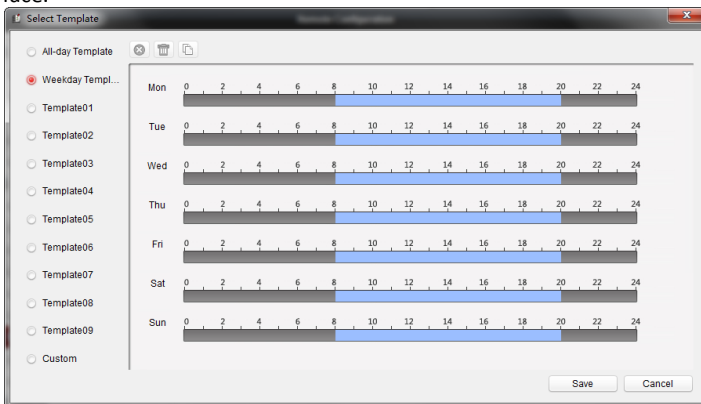 Select Template
All-day Template
Weekday Templ...
Template01
Template02
Template03
Template04
Template05
Template06
Template07
Template08
Template09
Custom
Mon 0 2 4 6 8 10 12 14 16 18 20 22 24
Tue 0 2 4 6 8 10 12 14 16 18 20 22 24
Wed 0 2 4 6 8 10 12 14 16 18 20 22 24
Thu 0 2 4 6 8 10 12 14 16 18 20 22 24
Fri 0 2 4 6 8 10 12 14 16 18 20 22 24
Sat 0 2 4 6 8 10 12 14 16 18 20 22 24
Sun 0 2 4 6 8 10 12 14 16 18 20 22 24
Save Cancel